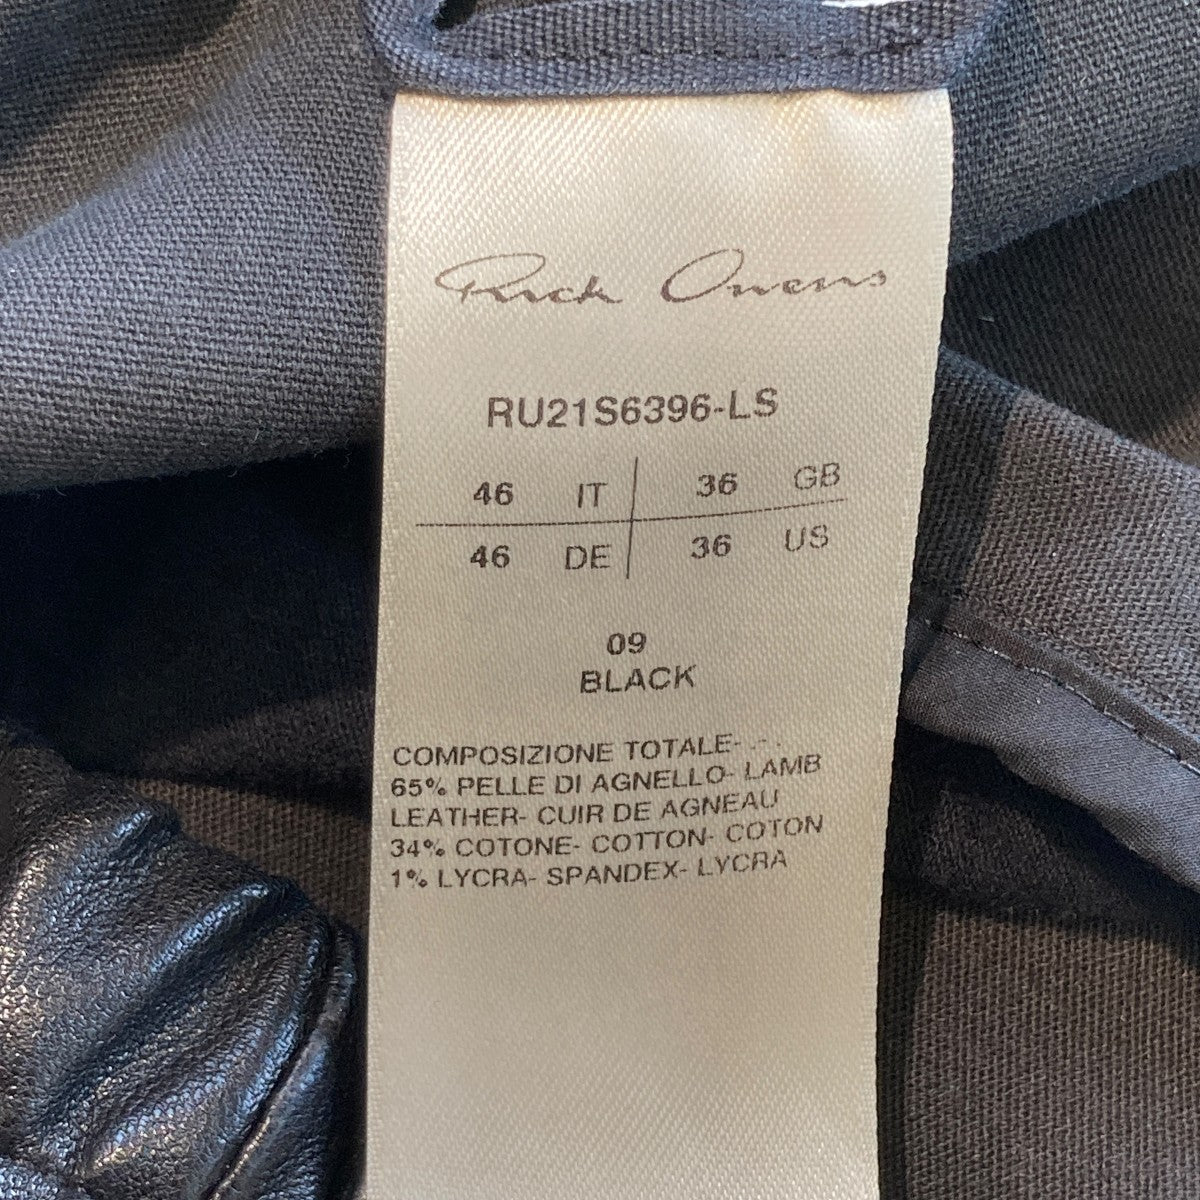 Rick Owens
RU21S6396-LS
46 IT 36 GB
46 DE 36 US
09
BLACK
COMPOSIZIONE TOTALE- - .
65% PELLE DI AGNELLO- LAMB
LEATHER- CUIR DE AGNEAU
34% COTONE- COTTON- COTON
1% LYCRA- SPANDEX- LYCRA